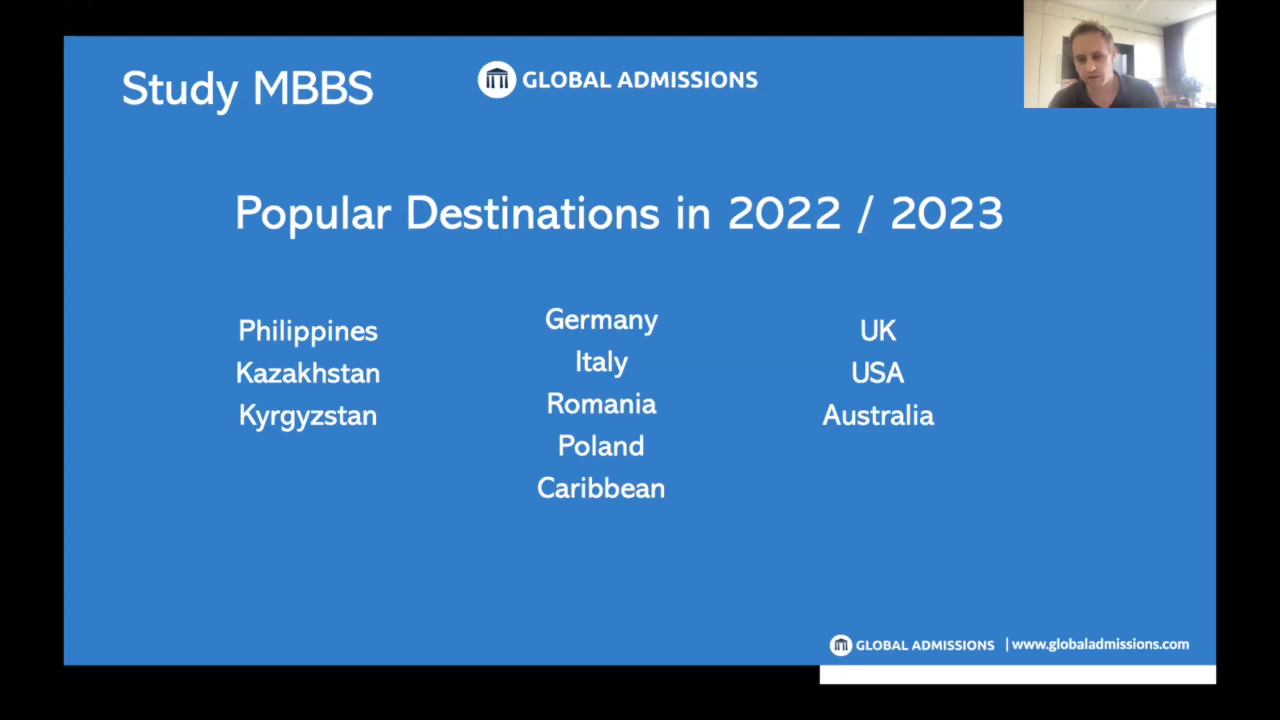 Study MBBS
GLOBAL ADMISSIONS
Popular Destinations in 2022 / 2023
Philippines
Kazakhstan
Kyrgyzstan
Germany
Italy
Romania
Poland
Caribbean
UK
USA
Australia
GLOBAL ADMISSIONS | www.globaladmissions.com